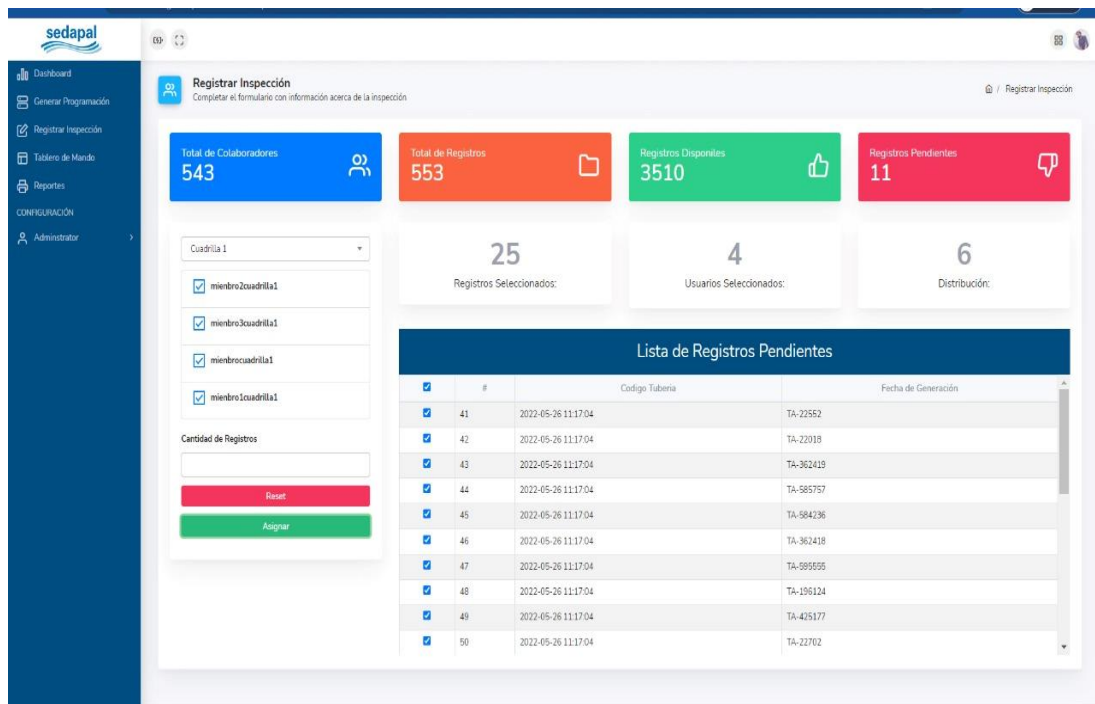 sedapal
Dashboard
Generar Programación
Registrar Inspección
Tablero de Mando
Reportes
CONFIGURACIÓN
Adminstrator
Registrar Inspección
Completar el formulario con información acerca de la inspección
/ Registrar Inspección
Total de Colaboradores
543
Total de Registros
553
Registros Disponiles
3510
Registros Pendientes
11
Cuadrilla 1
mienbro2cuadrilla1
mienbro3cuadrilla1
mienbrocuadrilla1
mienbro1cuadrilla1
Cantidad de Registros
Reset
Asignar
25
Registros Seleccionados:
4
Usuarios Seleccionados:
6
Distribución:
Lista de Registros Pendientes
# Codigo Tuberia Fecha de Generación
41 2022-05-26 11:17:04 TA-22552
42 2022-05-26 11:17:04 TA-22018
43 2022-05-26 11:17:04 TA-362419
44 2022-05-26 11:17:04 TA-585757
45 2022-05-26 11:17:04 TA-584236
46 2022-05-26 11:17:04 TA-362418
47 2022-05-26 11:17:04 TA-595555
48 2022-05-26 11:17:04 TA-196124
49 2022-05-26 11:17:04 TA-425177
50 2022-05-26 11:17:04 TA-22702